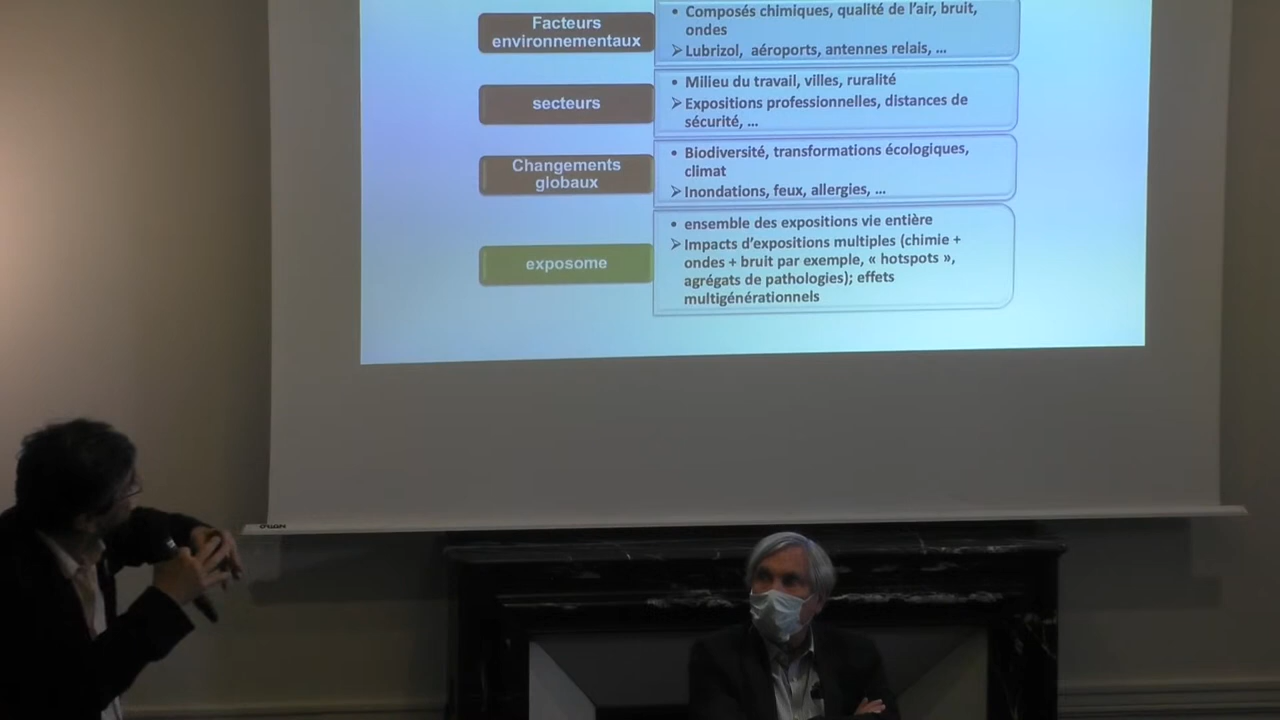 Facteurs
environnementaux
• Composés chimiques, qualité de l'air, bruit,
ondes
➢ Lubrizol, aéroports, antennes relais, ...
secteurs
• Milieu du travail, villes, ruralité
➢ Expositions professionnelles, distances de
sécurité, ...
Changements
globaux
• Biodiversité, transformations écologiques,
climat
➢ Inondations, feux, allergies, ...
exposome
• ensemble des expositions vie entière
➢ Impacts d'expositions multiples (chimie +
ondes + bruit par exemple, « hotspots »,
agrégats de pathologies); effets
multigénérationnels